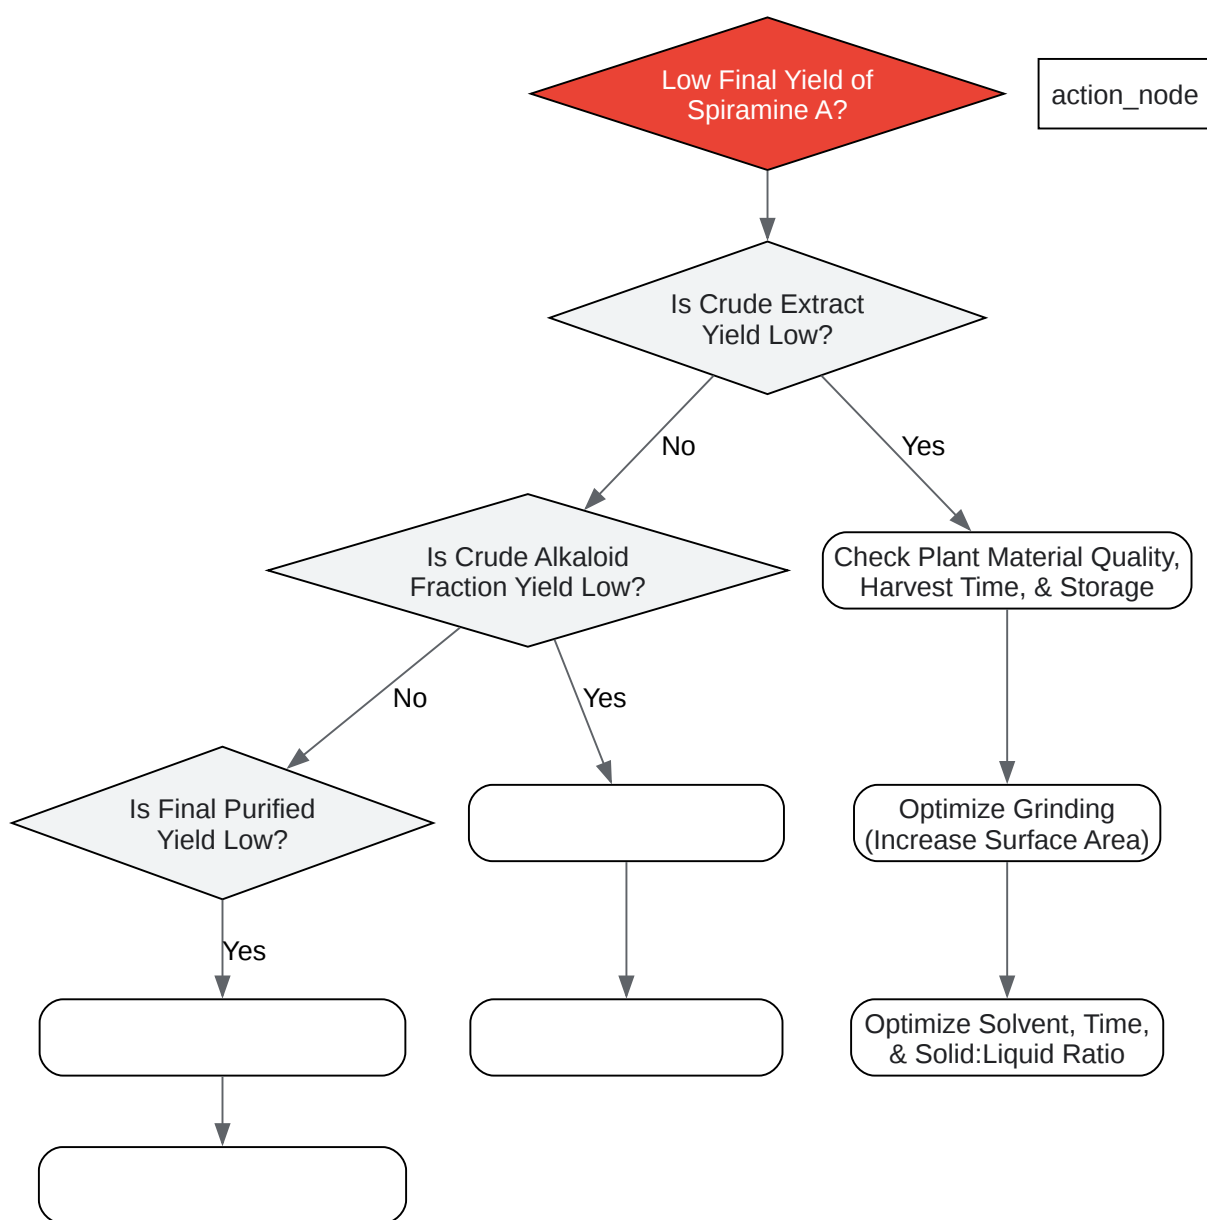 Low Final Yield of
Spiramine A?
action_node
Is Crude Extract
Yield Low?
No
Yes
Is Crude Alkaloid
Fraction Yield Low?
Check Plant Material Quality,
Harvest Time, & Storage
No
Yes
Is Final Purified
Yield Low?
Optimize Grinding
(Increase Surface Area)
Yes
Optimize Solvent, Time,
& Solid:Liquid Ratio